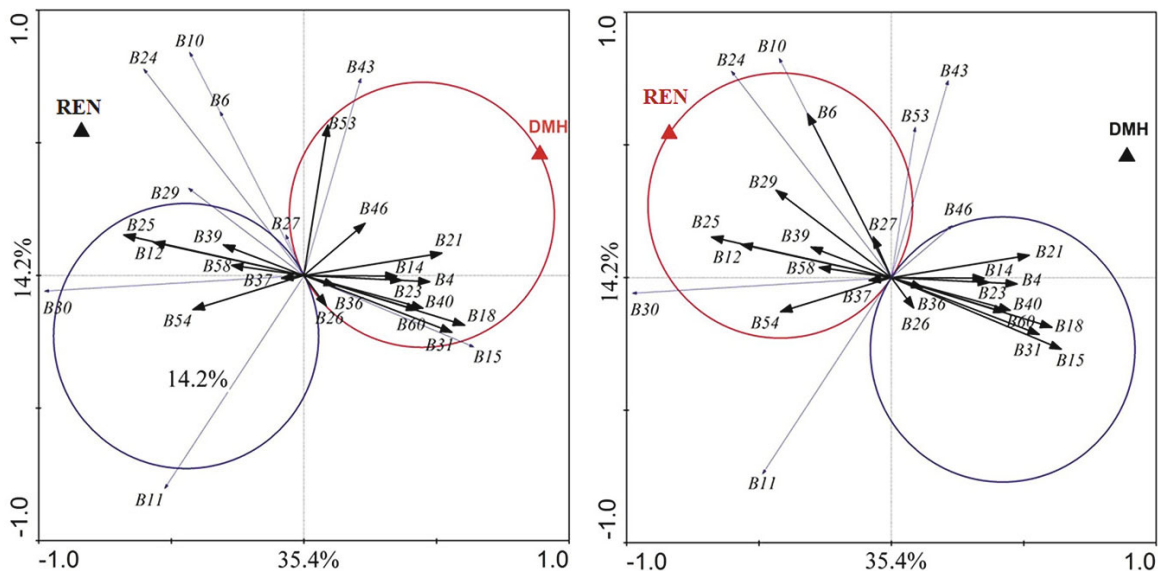 1.0
B10
B24
B43
REN
B6
B53
DMH
B29
B46
B27
B25
B39
B21
B12
B58
B14
B37
B4
14.2%
B23
B30
B36
B40
B54
B26
B18
B60
B31
B15
14.2%
B11
-1.0
-1.0
35.4%
1.0
1.0
B10
B24
B43
REN
B6
B53
DMH
B29
B46
B27
B25
B39
B21
B12
B58
B14
B37
B4
14.2%
B23
B30
B36
B40
B54
B26
B60
B18
B31
B15
B11
-1.0
-1.0
35.4%
1.0